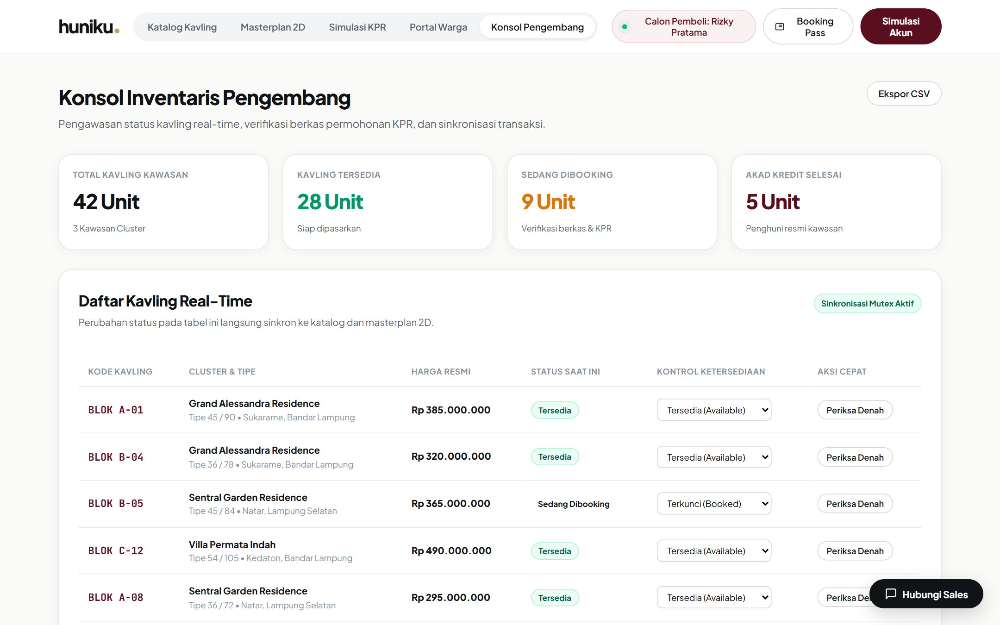 huniku.
Katalog Kavling
Masterplan 2D
Simulasi KPR
Portal Warga
Konsol Pengembang
Calon Pembeli: Rizky
Pratama
Booking
Pass
Simulasi
Akun
Konsol Inventaris Pengembang
Ekspor CSV
Pengawasan status kavling real-time, verifikasi berkas permohonan KPR, dan sinkronisasi transaksi.
TOTAL KAVLING KAWASAN
42 Unit
3 Kawasan Cluster
KAVLING TERSEDIA
28 Unit
Siap dipasarkan
SEDANG DIBOOKING
9 Unit
Verifikasi berkas & KPR
AKAD KREDIT SELESAI
5 Unit
Penghuni resmi kawasan
Daftar Kavling Real-Time
Sinkronisasi Mutex Aktif
Perubahan status pada tabel ini langsung sinkron ke katalog dan masterplan 2D.
KODE KAVLING CLUSTER & TIPE HARGA RESMI STATUS SAAT INI KONTROL KETERSEDIAAN AKSI CEPAT
BLOK A-01 Grand Alessandra Residence Rp 385.000.000 Tersedia Tersedia (Available) Periksa Denah
Tipe 45 / 90 • Sukarame, Bandar Lampung
BLOK B-04 Grand Alessandra Residence Rp 320.000.000 Tersedia Tersedia (Available) Periksa Denah
Tipe 36 / 78 • Sukarame, Bandar Lampung
BLOK B-05 Sentral Garden Residence Rp 365.000.000 Sedang Dibooking Terkunci (Booked) Periksa Denah
Tipe 45 / 84 • Natar, Lampung Selatan
BLOK C-12 Villa Permata Indah Rp 490.000.000 Tersedia Tersedia (Available) Periksa Denah
Tipe 54 / 105 • Kedaton, Bandar Lampung
BLOK A-08 Sentral Garden Residence Rp 295.000.000 Tersedia Tersedia (Available) Periksa
Tipe 36 / 72 • Natar, Lampung Selatan
Hubungi Sales